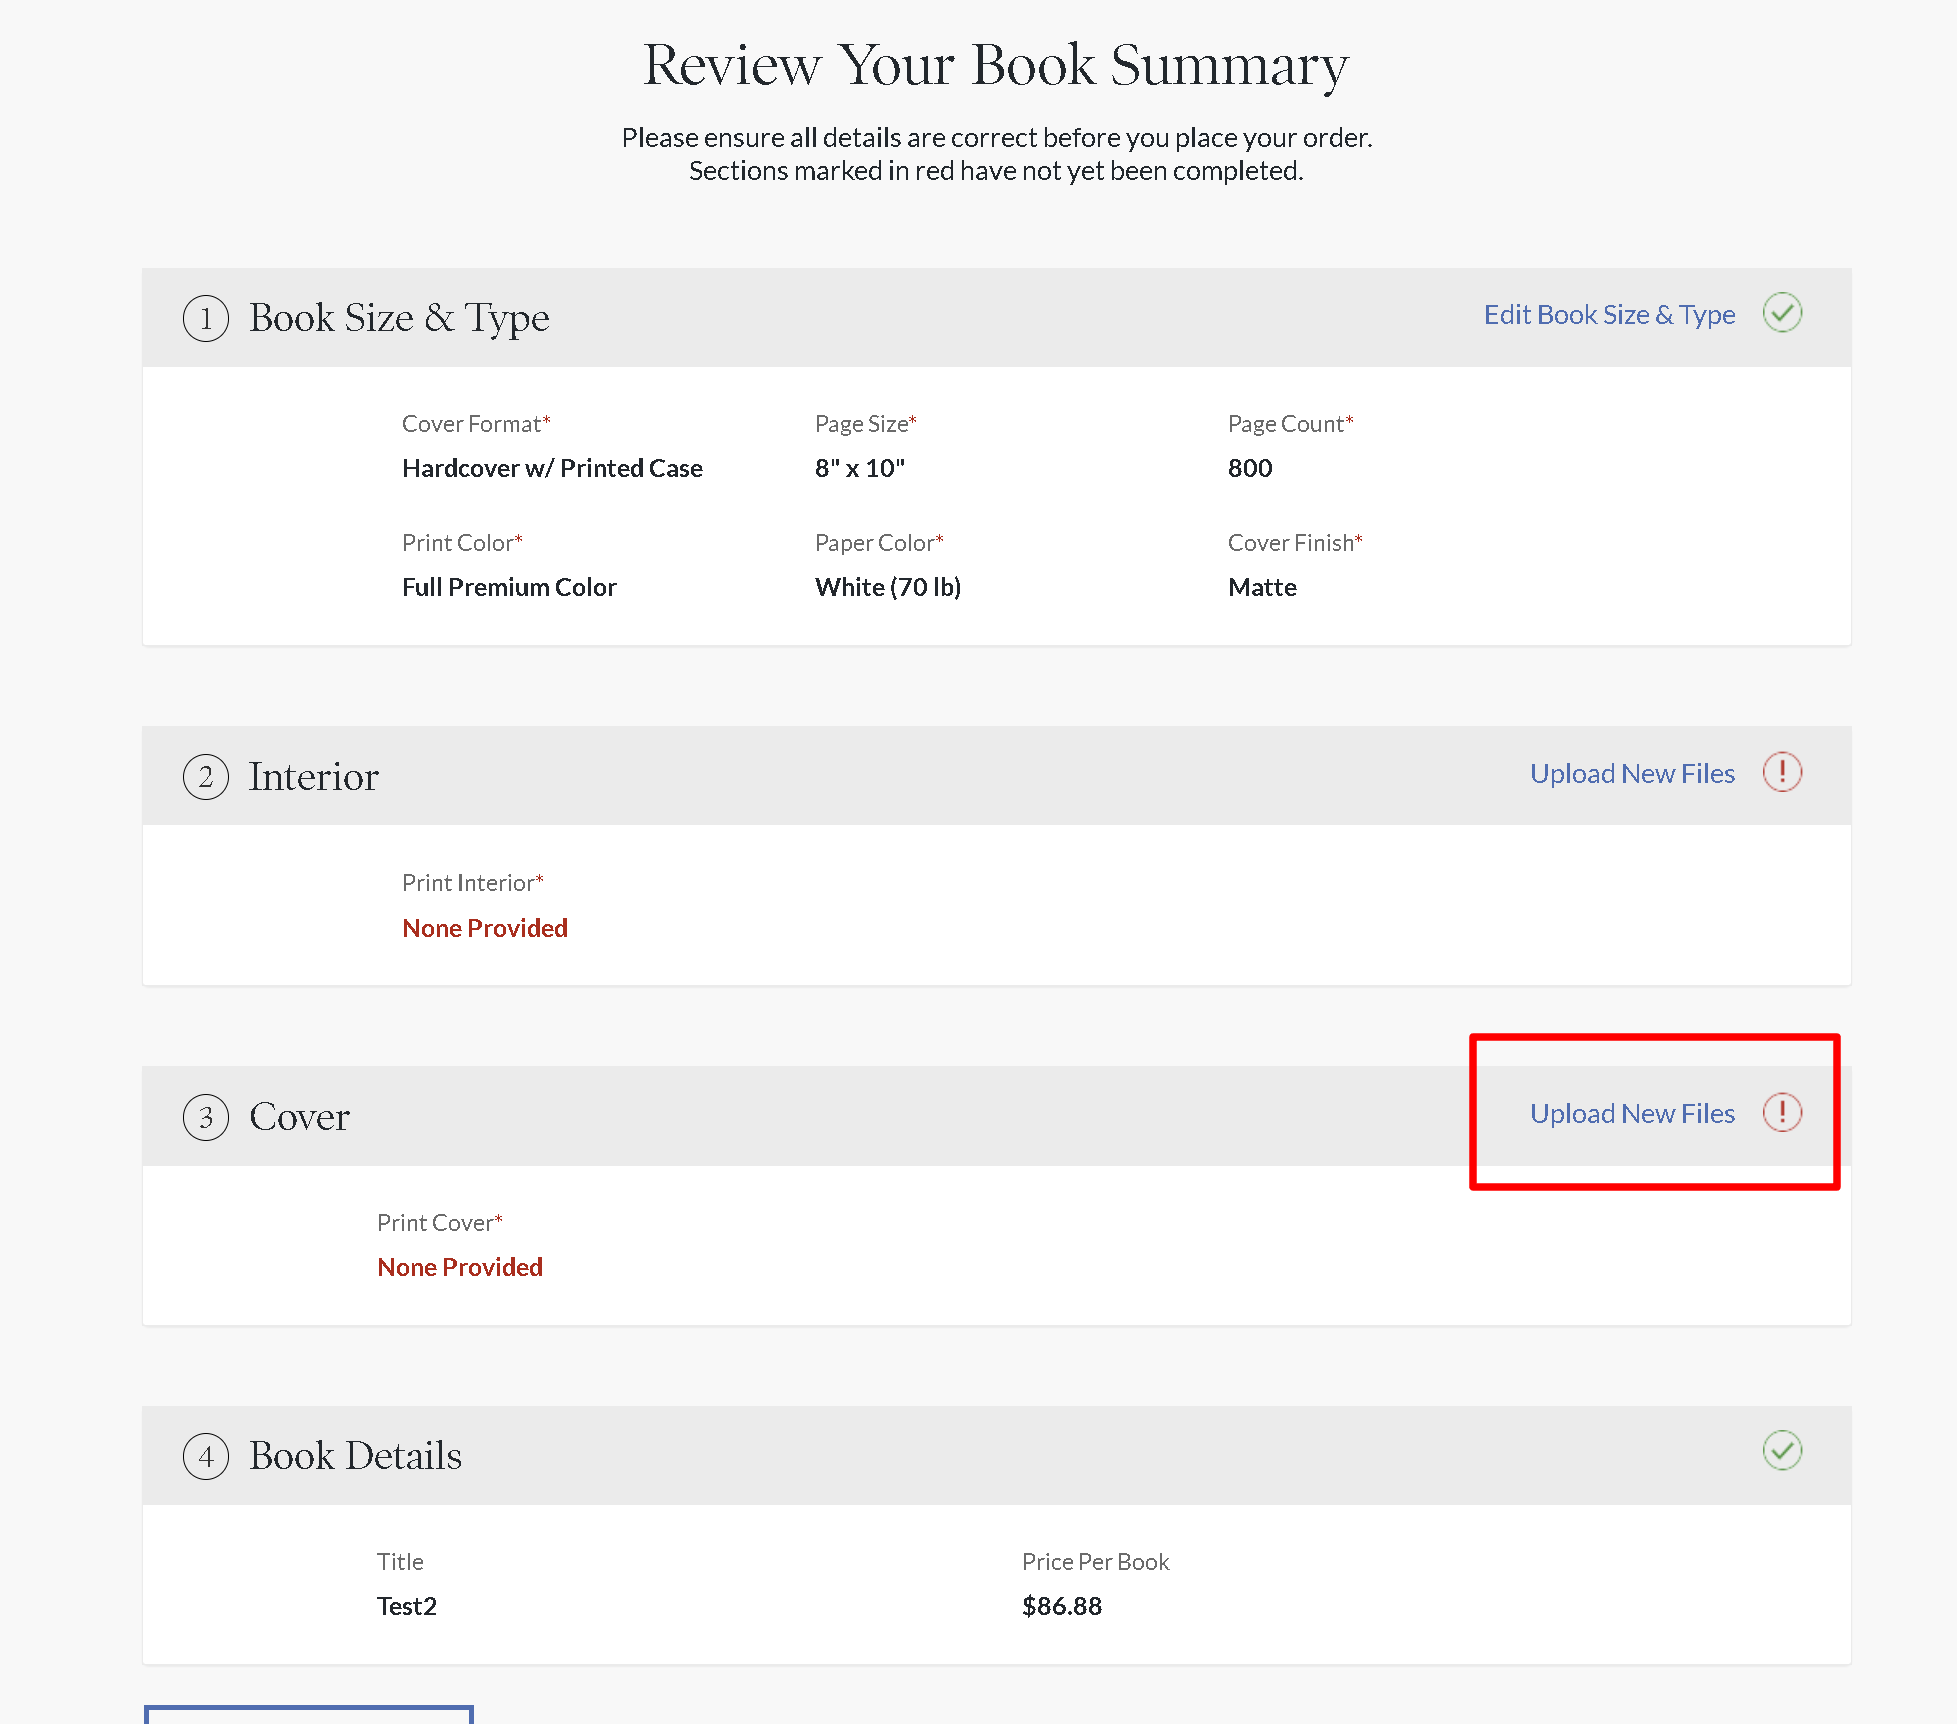 Review Your Book Summary
Please ensure all details are correct before you place your order.
Sections marked in red have not yet been completed.
1 Book Size & Type Edit Book Size & Type
Cover Format* Page Size* Page Count*
Hardcover w/ Printed Case 8" x 10" 800
Print Color* Paper Color* Cover Finish*
Full Premium Color White (70 lb) Matte
2 Interior Upload New Files !
Print Interior*
None Provided
3 Cover Upload New Files !
Print Cover*
None Provided
4 Book Details
Title Price Per Book
Test2 $86.88